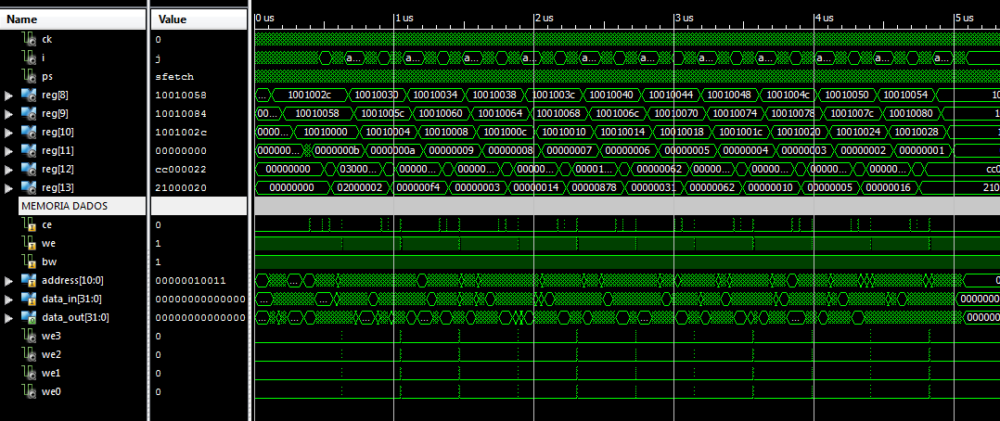 Name Value 0 us 1 us 2 us 3 us 4 us 5 us
ck 0
i j a... a... a... a... a... a... a... a... a... a... a...
ps sfetch
reg[8] 10010058 ... 1001002c 10010030 10010034 10010038 1001003c 10010040 10010044 10010048 1001004c 10010050 10010054 1001
reg[9] 10010084 00... 10010058 1001005c 10010060 10010064 10010068 1001006c 10010070 10010074 10010078 1001007c 10010080 1001
reg[10] 1001002c 0000... 10010000 10010004 10010008 1001000c 10010010 10010014 10010018 1001001c 10010020 10010024 10010028 1001
reg[11] 00000000 000000... 0000000b 0000000a 00000009 00000008 00000007 00000006 00000005 00000004 00000003 00000002 00000001 0000
reg[12] cc000022 00000000 03000... 00000... 00000... 00000... 00001... 00000062 00000... 00000... 00000... 00000... cc0
reg[13] 21000020 00000000 02000002 000000f4 00000003 00000014 00000878 00000031 00000062 00000010 00000005 00000016 210
MEMORIA DADOS
ce 0
we 1
bw 1
address[10:0] 00000010011 ... 0
data_in[31:0] 00000000000000 ... ... 0000000
data_out[31:0] 00000000000000 ... ... ... ... ... 000000
we3 0
we2 0
we1 0
we0 0